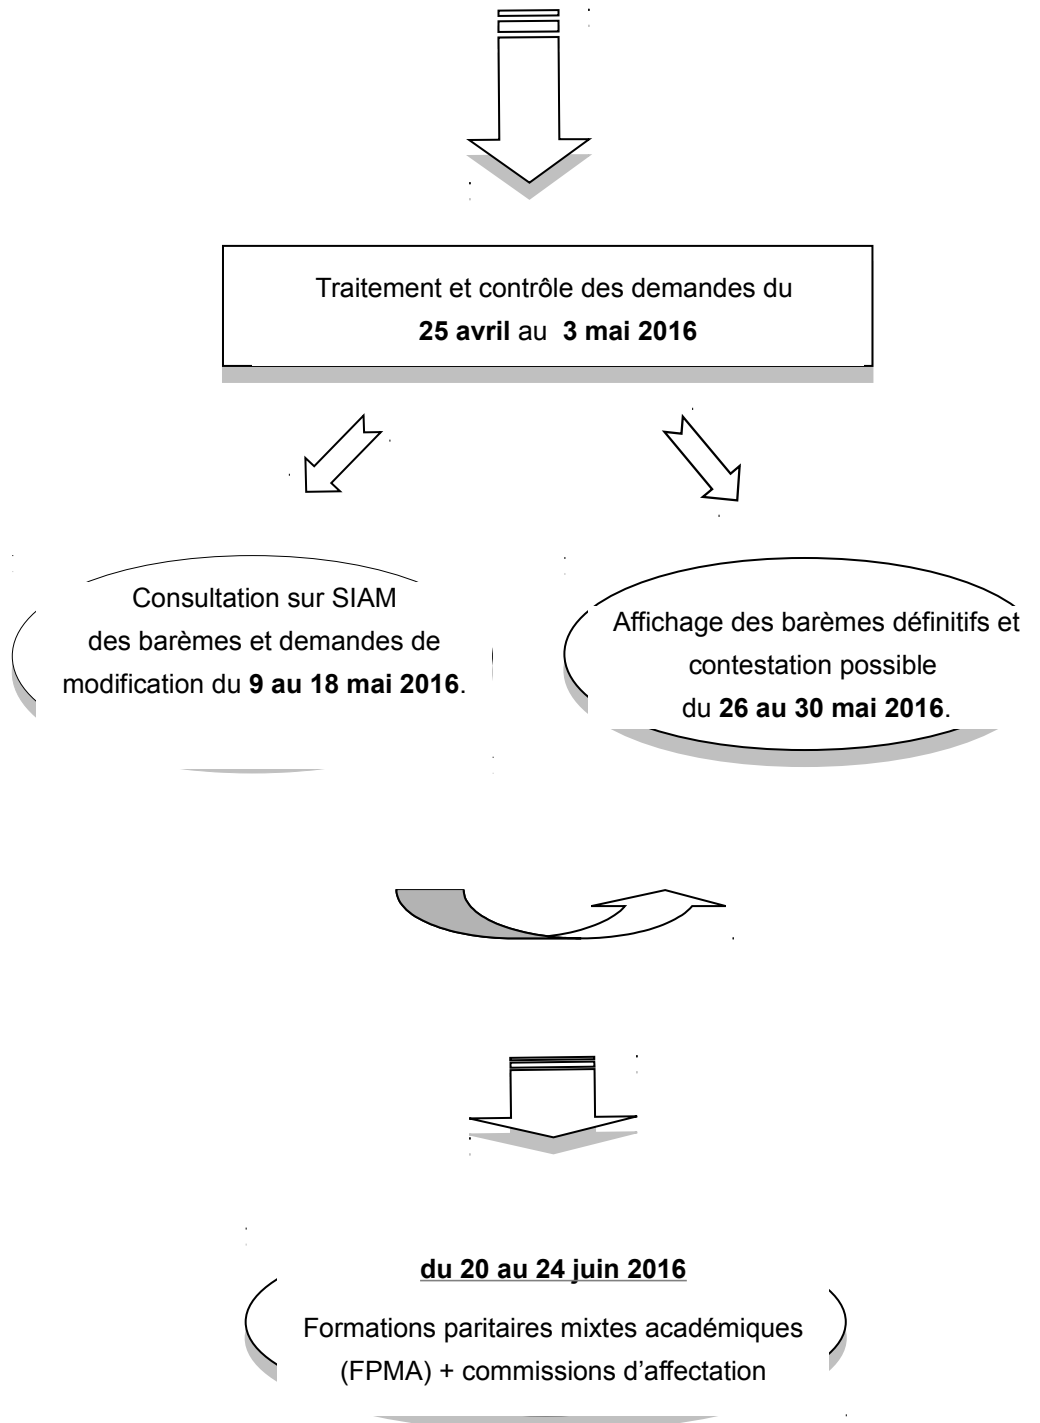 Traitement et contrôle des demandes du
25 avril au 3 mai 2016
Consultation sur SIAM
des barèmes et demandes de
modification du 9 au 18 mai 2016.
Affichage des barèmes définitifs et
contestation possible
du 26 au 30 mai 2016.
du 20 au 24 juin 2016
Formations paritaires mixtes académiques
(FPMA) + commissions d'affectation